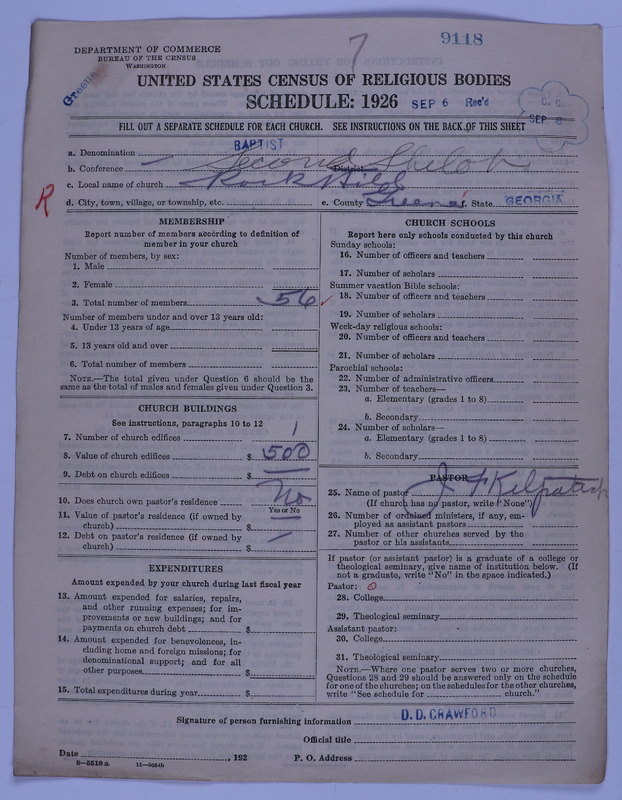 7 9118
DEPARTMENT OF COMMERCE
BUREAU OF THE CENSUS
WASHINGTON
Greene
UNITED STATES CENSUS OF RELIGIOUS BODIES
SCHEDULE: 1926 SEP 6 Rec'd
C. C.
SEP 8
FILL OUT A SEPARATE SCHEDULE FOR EACH CHURCH. SEE INSTRUCTIONS ON THE BACK OF THIS SHEET
a. Denomination BAPTIST
b. Conference — Second Shiloh District
c. Local name of church Rock Hill
d. City, town, village, or township, etc. e. County Greene f. State GEORGIA
R
MEMBERSHIP
Report number of members according to definition of
member in your church
Number of members, by sex:
1. Male
2. Female
3. Total number of members 56 ✓
Number of members under and over 13 years old:
4. Under 13 years of age
5. 13 years old and over
6. Total number of members
NOTE.—The total given under Question 6 should be the
same as the total of males and females given under Question 3.
CHURCH BUILDINGS
See instructions, paragraphs 10 to 12
7. Number of church edifices 1
8. Value of church edifices $ 500
9. Debt on church edifices $ —
10. Does church own pastor's residence No
Yes or No
11. Value of pastor's residence (if owned by
church) $ —
12. Debt on pastor's residence (if owned by
church) $ —
EXPENDITURES
Amount expended by your church during last fiscal year
13. Amount expended for salaries, repairs,
and other running expenses; for im-
provements or new buildings; and for
payments on church debt $
14. Amount expended for benevolences, in-
cluding home and foreign missions; for
denominational support; and for all
other purposes $
15. Total expenditures during year $
CHURCH SCHOOLS
Report here only schools conducted by this church
Sunday schools:
16. Number of officers and teachers
17. Number of scholars
Summer vacation Bible schools:
18. Number of officers and teachers
19. Number of scholars
Week-day religious schools:
20. Number of officers and teachers
21. Number of scholars
Parochial schools:
22. Number of administrative officers
23. Number of teachers—
a. Elementary (grades 1 to 8)
b. Secondary
24. Number of scholars—
a. Elementary (grades 1 to 8)
b. Secondary
PASTOR
25. Name of pastor J F Kilpatrick
(If church has no pastor, write "None")
26. Number of ordained ministers, if any, em-
ployed as assistant pastors
27. Number of other churches served by the
pastor or his assistants
If pastor (or assistant pastor) is a graduate of a college or
theological seminary, give name of institution below. (If
not a graduate, write "No" in the space indicated.)
Pastor: 0
28. College
29. Theological seminary
Assistant pastor:
30. College
31. Theological seminary
NOTE.—Where one pastor serves two or more churches,
Questions 28 and 29 should be answered only on the schedule
for one of the churches; on the schedules for the other churches,
write "See schedule for church."
Signature of person furnishing information D. D. CRAWFORD
Official title
Date , 192 P. O. Address
8—5518 a 11—9554b